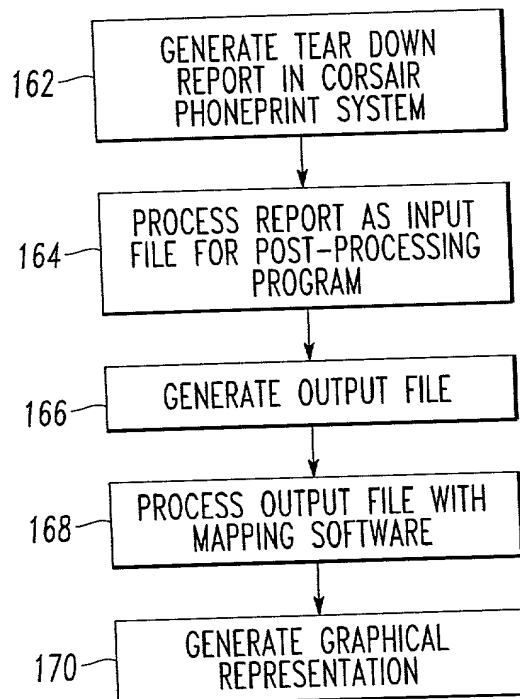 162
GENERATE TEAR DOWN
REPORT IN CORSAIR
PHONEPRINT SYSTEM
164
PROCESS REPORT AS INPUT
FILE FOR POST-PROCESSING
PROGRAM
166
GENERATE OUTPUT FILE
168
PROCESS OUTPUT FILE WITH
MAPPING SOFTWARE
170
GENERATE GRAPHICAL
REPRESENTATION